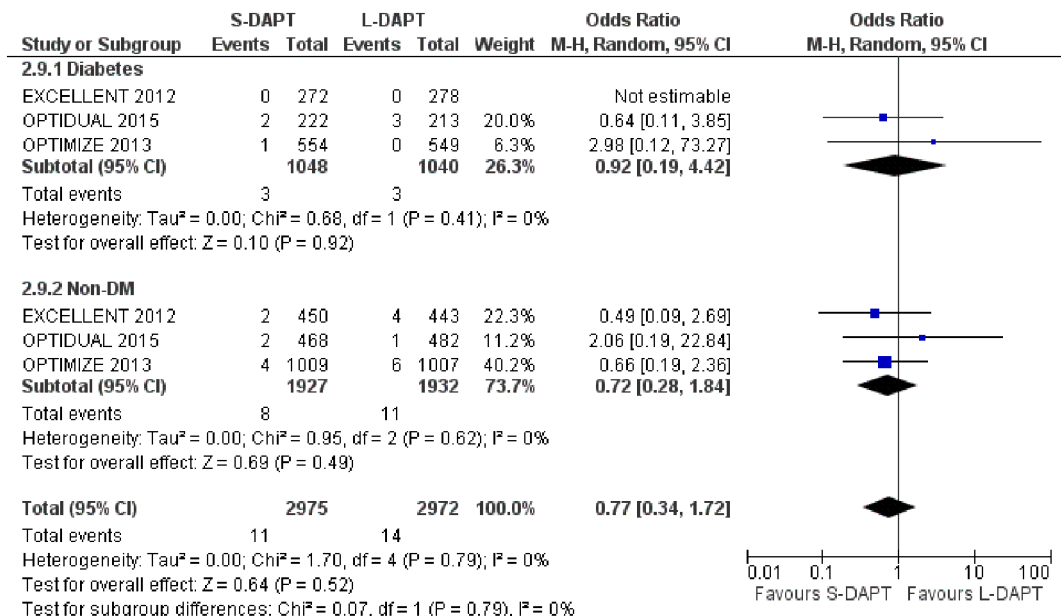 S-DAPT L-DAPT Odds Ratio Odds Ratio
Study or Subgroup Events Total Events Total Weight M-H, Random, 95% CI M-H, Random, 95% CI
2.9.1 Diabetes
EXCELLENT 2012 0 272 0 278 Not estimable
OPTIDUAL 2015 2 222 3 213 20.0% 0.64 [0.11, 3.85]
OPTIMIZE 2013 1 554 0 549 6.3% 2.98 [0.12, 73.27]
Subtotal (95% CI) 1048 1040 26.3% 0.92 [0.19, 4.42]
Total events 3 3
Heterogeneity: Tau² = 0.00; Chi² = 0.68, df = 1 (P = 0.41); I² = 0%
Test for overall effect: Z = 0.10 (P = 0.92)
2.9.2 Non-DM
EXCELLENT 2012 2 450 4 443 22.3% 0.49 [0.09, 2.69]
OPTIDUAL 2015 2 468 1 482 11.2% 2.06 [0.19, 22.84]
OPTIMIZE 2013 4 1009 6 1007 40.2% 0.66 [0.19, 2.36]
Subtotal (95% CI) 1927 1932 73.7% 0.72 [0.28, 1.84]
Total events 8 11
Heterogeneity: Tau² = 0.00; Chi² = 0.95, df = 2 (P = 0.62); I² = 0%
Test for overall effect: Z = 0.69 (P = 0.49)
Total (95% CI) 2975 2972 100.0% 0.77 [0.34, 1.72]
Total events 11 14
Heterogeneity: Tau² = 0.00; Chi² = 1.70, df = 4 (P = 0.79); I² = 0%
Test for overall effect: Z = 0.64 (P = 0.52)
Test for subgroup differences: Chi² = 0.07, df = 1 (P = 0.79), I² = 0%
0.01 0.1 1 10 100
Favours S-DAPT Favours L-DAPT